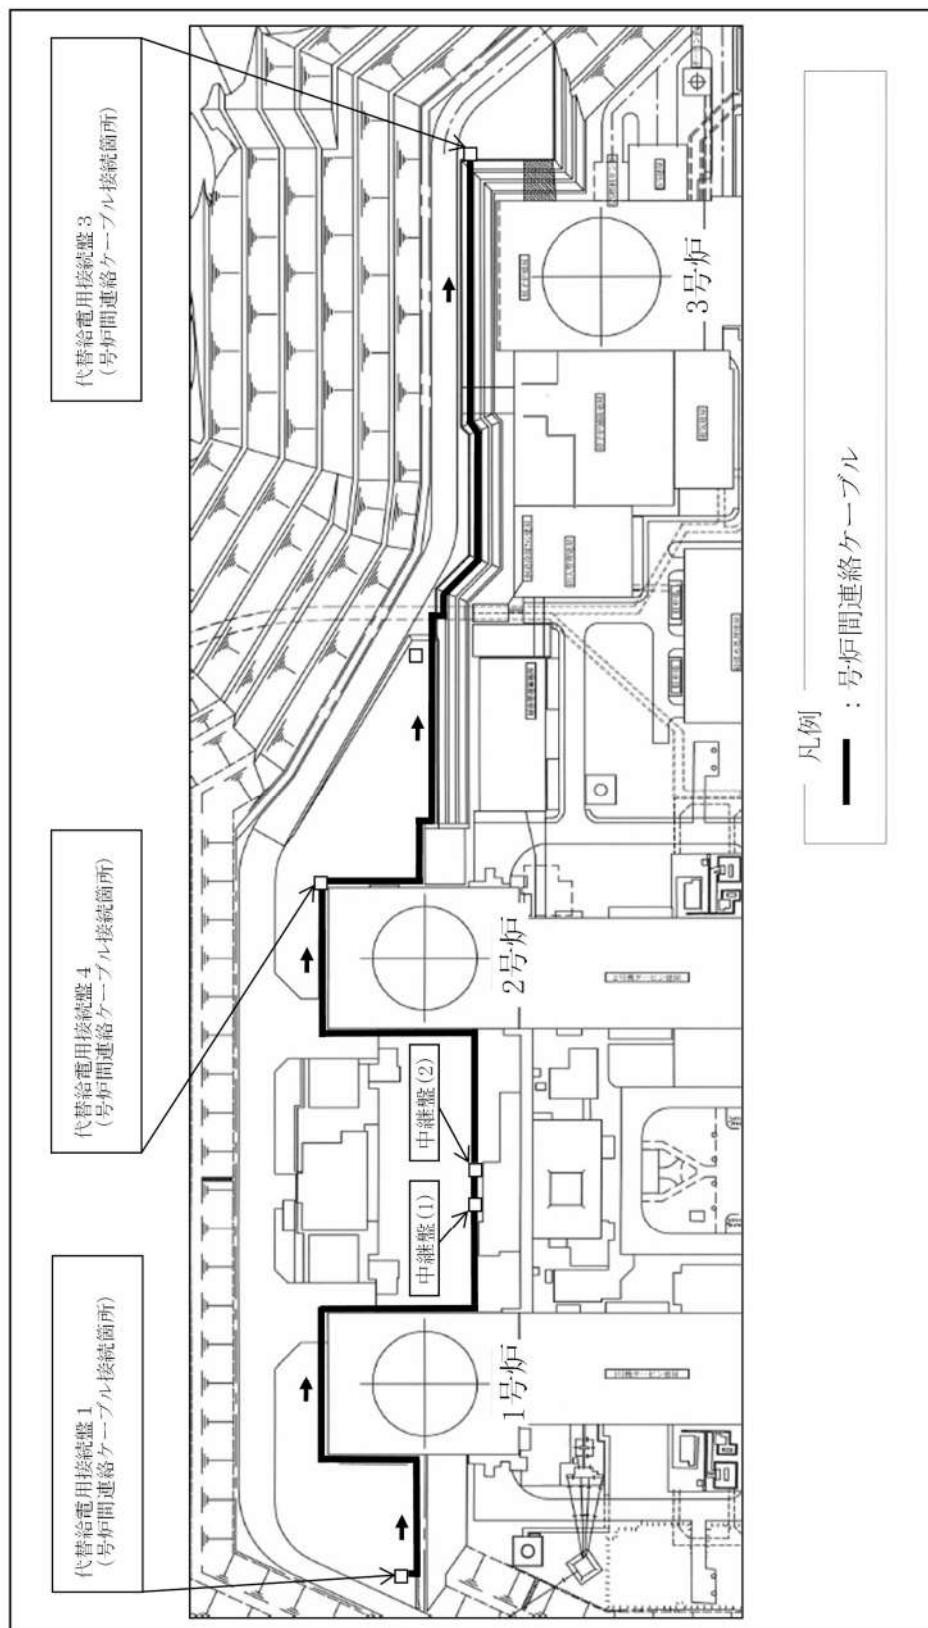 代替給電用接続盤1
(号炉間連絡ケーブル接続箇所)
代替給電用接続盤4
(号炉間連絡ケーブル接続箇所)
代替給電用接続盤3
(号炉間連絡ケーブル接続箇所)
中継盤(1)
中継盤(2)
1号炉
2号炉
3号炉
凡例
：号炉間連絡ケーブル